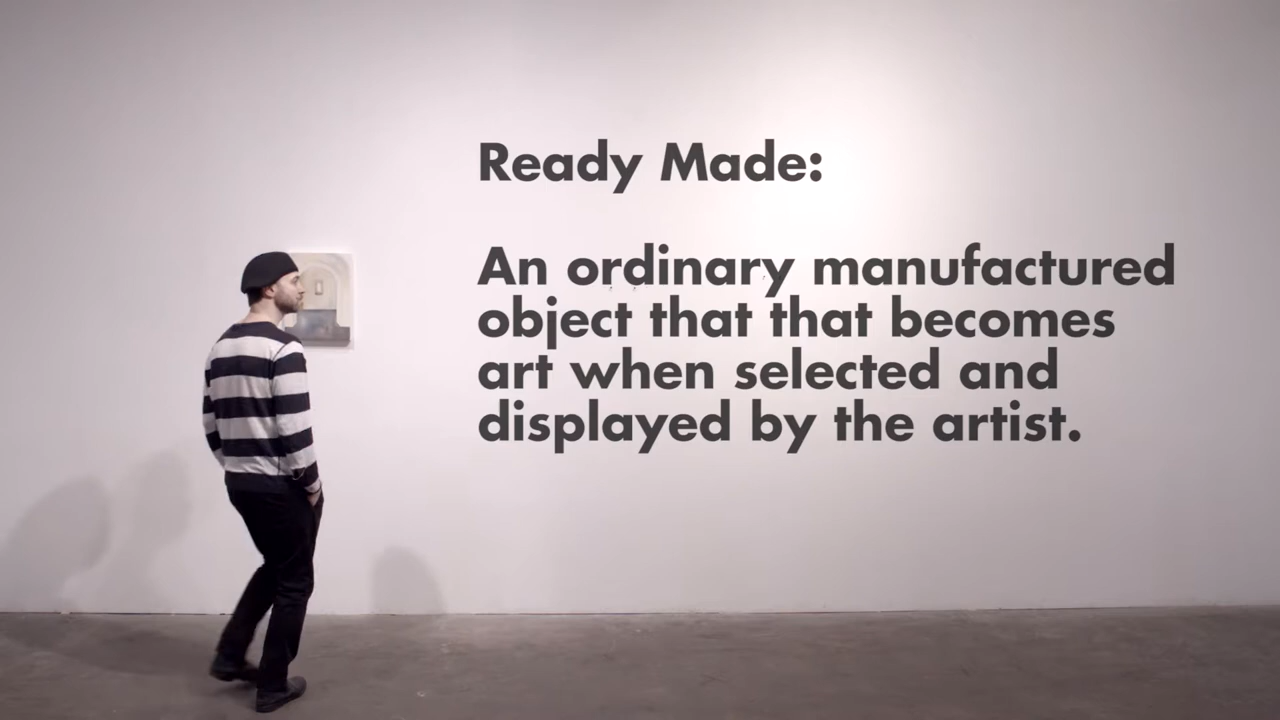 Ready Made:
An ordinary manufactured
object that that becomes
art when selected and
displayed by the artist.